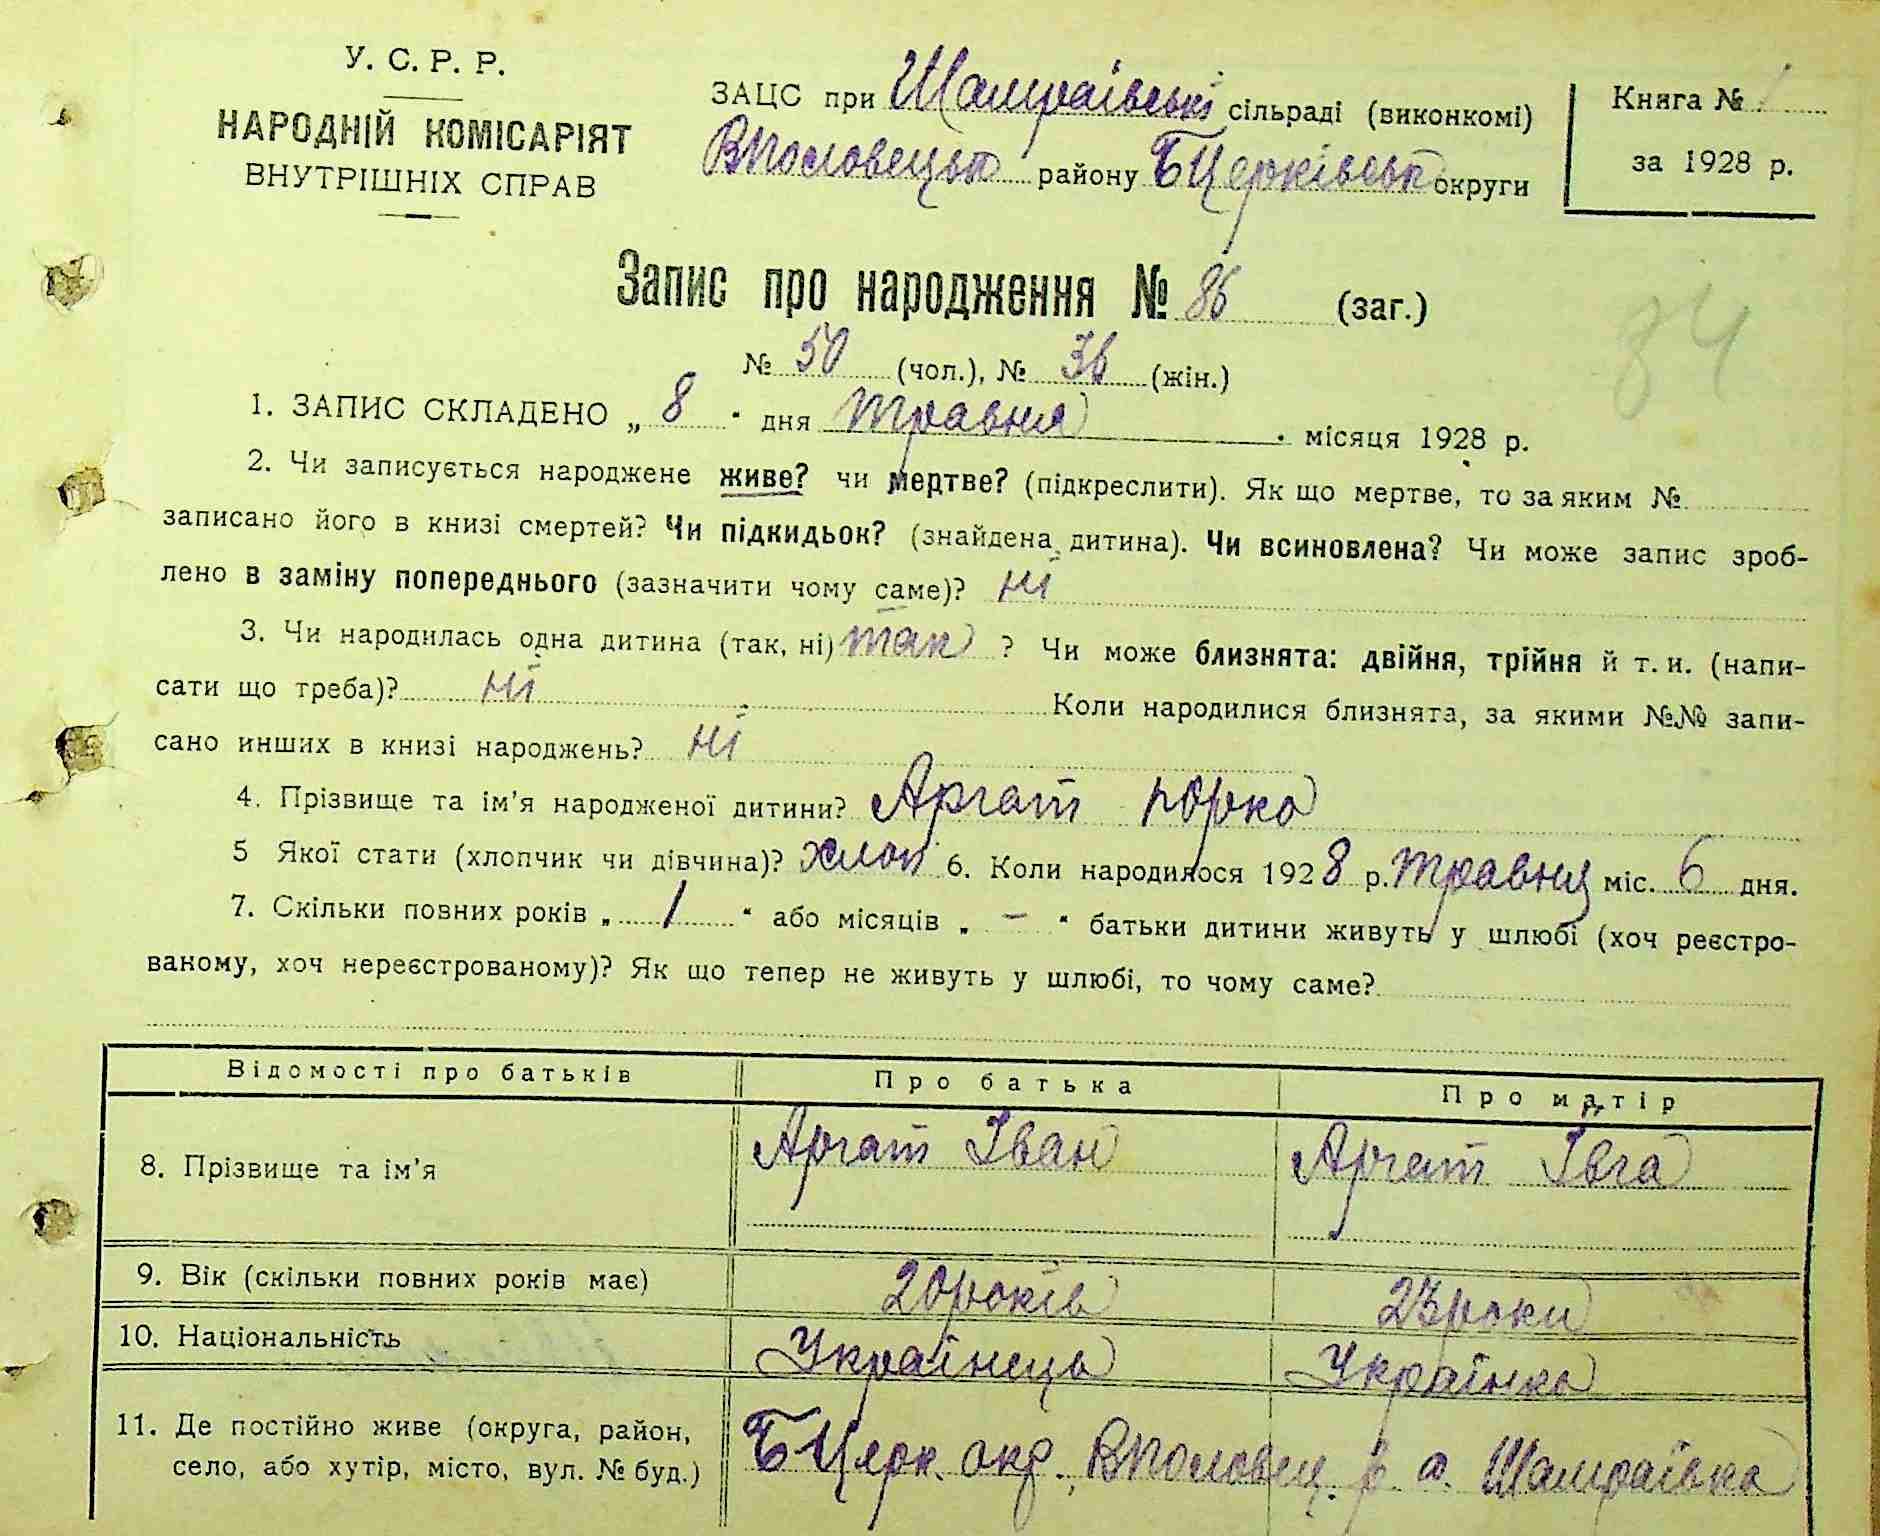 У. С. Р. Р.
НАРОДНІЙ КОМІСАРІЯТ
ВНУТРІШНІХ СПРАВ
ЗАЦС при Шамраївські сільраді (виконкомі)
ВПоловецьк району БЦерківськ округи
Книга № 1
за 1928 р.
Запис про народження № 86 (заг.)
84
№ 50 (чол.), № 36 (жін.)
1. ЗАПИС СКЛАДЕНО „ 8 " дня травня місяця 1928 р.
2. Чи записується народжене живе? чи мертве? (підкреслити). Як що мертве, то за яким №
записано його в книзі смертей? Чи підкидьок? (знайдена дитина). Чи всиновлена? Чи може запис зроб-
лено в заміну попереднього (зазначити чому саме)? ні
3. Чи народилась одна дитина (так, ні) так ? Чи може близнята: двійня, трійня й т. и. (напи-
сати що треба)? ні Коли народилися близнята, за якими №№ запи-
сано инших в книзі народжень? ні
4. Прізвище та ім'я народженої дитини? Аргат Юрко
5 Якої стати (хлопчик чи дівчина)? хлоп 6. Коли народилося 1928 р. травня міс. 6 дня.
7. Скільки повних років „ 1 " або місяців „ – " батьки дитини живуть у шлюбі (хоч реєстро-
ваному, хоч нереєстрованому)? Як що тепер не живуть у шлюбі, то чому саме?
Відомості про батьків Про батька Про матір
8. Прізвище та ім'я Аргат Іван Аргат Ївга
9. Вік (скільки повних років має) 20 років 23 роки
10. Національність Українець Українка
11. Де постійно живе (округа, район,
село, або хутір, місто, вул. № буд.) БЦерк. окр., ВПоловец. р. с. Шамраївка